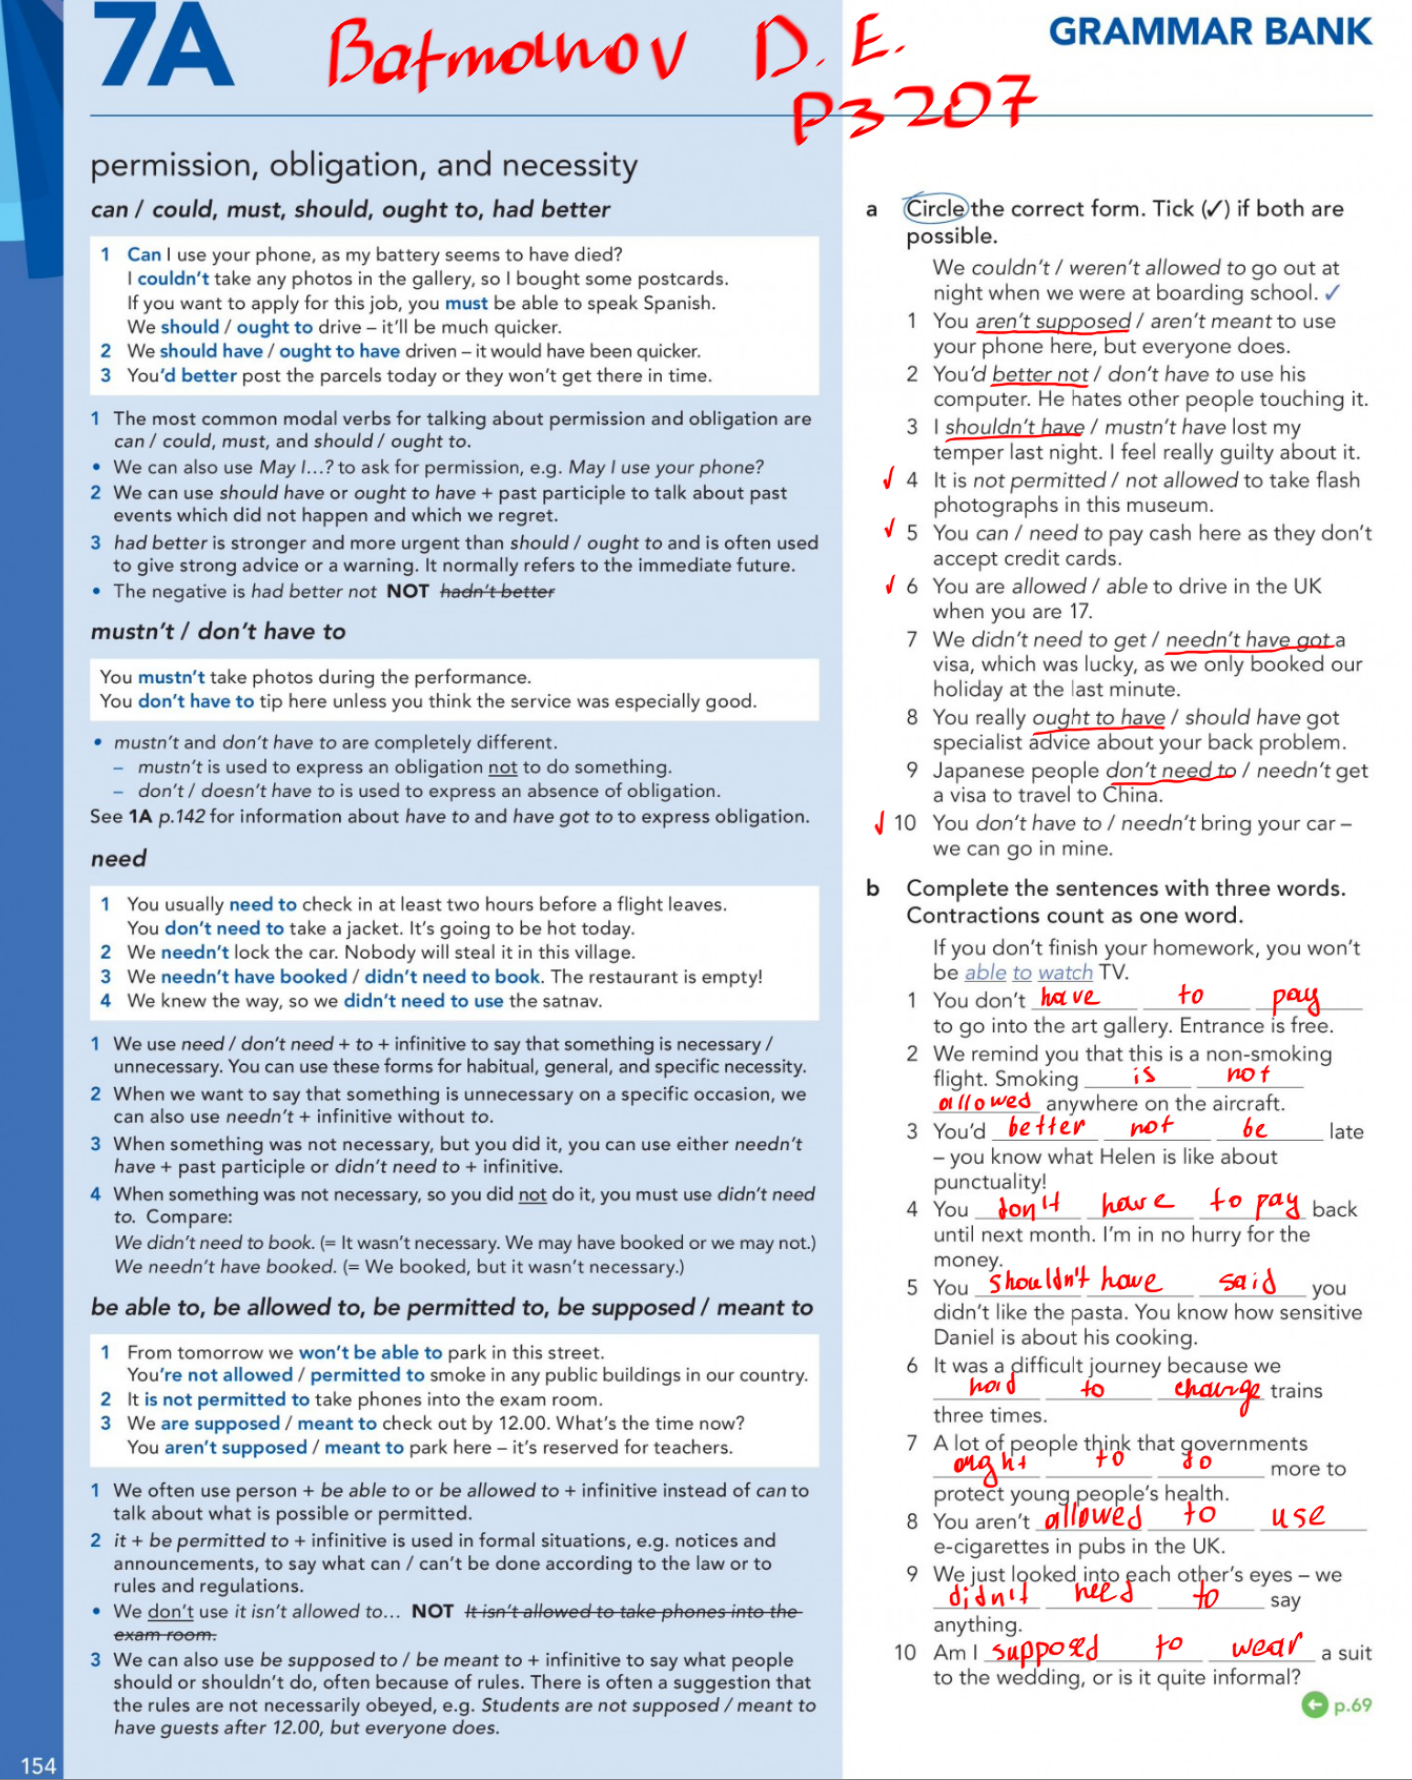 7A
Batmanov D. E.
P3207
GRAMMAR BANK
permission, obligation, and necessity
can / could, must, should, ought to, had better
1 Can I use your phone, as my battery seems to have died?
I couldn't take any photos in the gallery, so I bought some postcards.
If you want to apply for this job, you must be able to speak Spanish.
We should / ought to drive – it'll be much quicker.
2 We should have / ought to have driven – it would have been quicker.
3 You'd better post the parcels today or they won't get there in time.
1 The most common modal verbs for talking about permission and obligation are
can / could, must, and should / ought to.
• We can also use May I…? to ask for permission, e.g. May I use your phone?
2 We can use should have or ought to have + past participle to talk about past
events which did not happen and which we regret.
3 had better is stronger and more urgent than should / ought to and is often used
to give strong advice or a warning. It normally refers to the immediate future.
• The negative is had better not NOT hadn't better
mustn't / don't have to
You mustn't take photos during the performance.
You don't have to tip here unless you think the service was especially good.
• mustn't and don't have to are completely different.
– mustn't is used to express an obligation not to do something.
– don't / doesn't have to is used to express an absence of obligation.
See 1A p.142 for information about have to and have got to to express obligation.
need
1 You usually need to check in at least two hours before a flight leaves.
You don't need to take a jacket. It's going to be hot today.
2 We needn't lock the car. Nobody will steal it in this village.
3 We needn't have booked / didn't need to book. The restaurant is empty!
4 We knew the way, so we didn't need to use the satnav.
1 We use need / don't need + to + infinitive to say that something is necessary /
unnecessary. You can use these forms for habitual, general, and specific necessity.
2 When we want to say that something is unnecessary on a specific occasion, we
can also use needn't + infinitive without to.
3 When something was not necessary, but you did it, you can use either needn't
have + past participle or didn't need to + infinitive.
4 When something was not necessary, so you did not do it, you must use didn't need
to. Compare:
We didn't need to book. (= It wasn't necessary. We may have booked or we may not.)
We needn't have booked. (= We booked, but it wasn't necessary.)
be able to, be allowed to, be permitted to, be supposed / meant to
1 From tomorrow we won't be able to park in this street.
You're not allowed / permitted to smoke in any public buildings in our country.
2 It is not permitted to take phones into the exam room.
3 We are supposed / meant to check out by 12.00. What's the time now?
You aren't supposed / meant to park here – it's reserved for teachers.
1 We often use person + be able to or be allowed to + infinitive instead of can to
talk about what is possible or permitted.
2 it + be permitted to + infinitive is used in formal situations, e.g. notices and
announcements, to say what can / can't be done according to the law or to
rules and regulations.
• We don't use it isn't allowed to… NOT It isn't allowed to take phones into the
exam room.
3 We can also use be supposed to / be meant to + infinitive to say what people
should or shouldn't do, often because of rules. There is often a suggestion that
the rules are not necessarily obeyed, e.g. Students are not supposed / meant to
have guests after 12.00, but everyone does.
154
a Circle the correct form. Tick (✓) if both are
possible.
We couldn't / weren't allowed to go out at
night when we were at boarding school. ✓
1 You aren't supposed / aren't meant to use
your phone here, but everyone does.
2 You'd better not / don't have to use his
computer. He hates other people touching it.
3 I shouldn't have / mustn't have lost my
temper last night. I feel really guilty about it.
✓ 4 It is not permitted / not allowed to take flash
photographs in this museum.
✓ 5 You can / need to pay cash here as they don't
accept credit cards.
✓ 6 You are allowed / able to drive in the UK
when you are 17.
7 We didn't need to get / needn't have got a
visa, which was lucky, as we only booked our
holiday at the last minute.
8 You really ought to have / should have got
specialist advice about your back problem.
9 Japanese people don't need to / needn't get
a visa to travel to China.
✓ 10 You don't have to / needn't bring your car –
we can go in mine.
b Complete the sentences with three words.
Contractions count as one word.
If you don't finish your homework, you won't
be able to watch TV.
1 You don't have to pay
to go into the art gallery. Entrance is free.
2 We remind you that this is a non-smoking
flight. Smoking is not
allowed anywhere on the aircraft.
3 You'd better not be late
– you know what Helen is like about
punctuality!
4 You don't have to pay back
until next month. I'm in no hurry for the
money.
5 You shouldn't have said you
didn't like the pasta. You know how sensitive
Daniel is about his cooking.
6 It was a difficult journey because we
had to change trains
three times.
7 A lot of people think that governments
ought to do more to
protect young people's health.
8 You aren't allowed to use
e-cigarettes in pubs in the UK.
9 We just looked into each other's eyes – we
didn't need to say
anything.
10 Am I supposed to wear a suit
to the wedding, or is it quite informal?
p.69